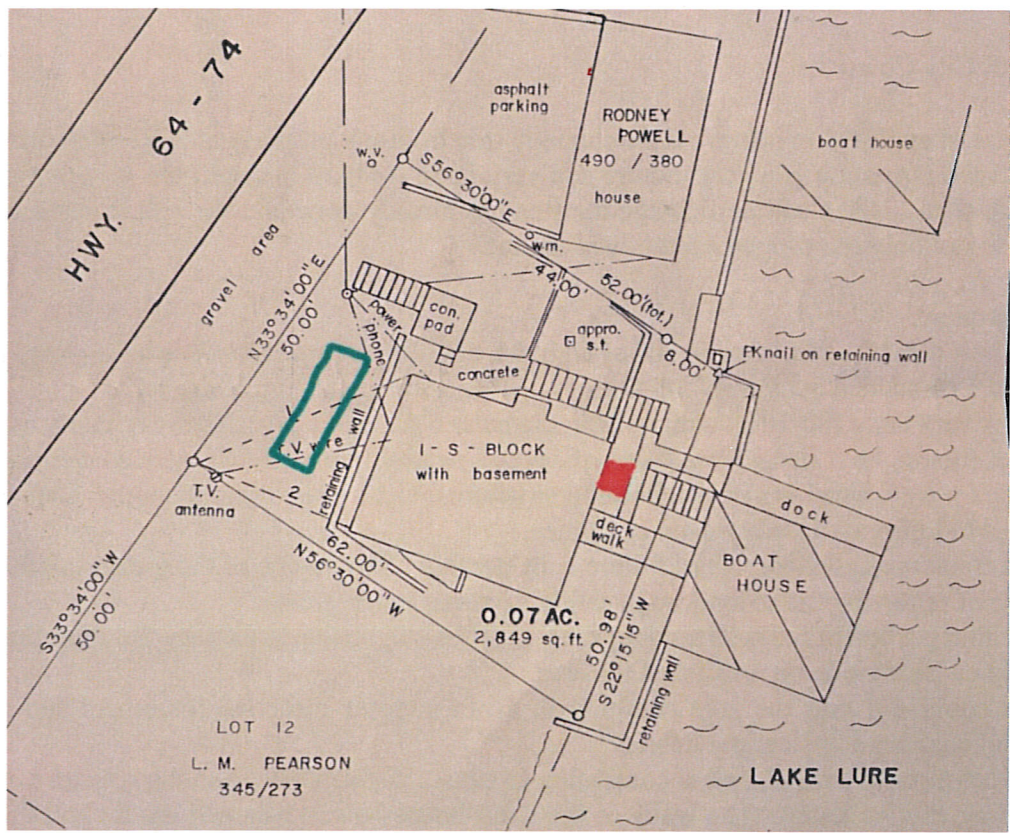 HWY. 64 - 74
asphalt
parking
RODNEY
POWELL
490 / 380
house
boat house
W.V.
S56°30'00"E
w.m.
gravel area
N33°34'00"E
50.00'
44.00'
52.00'(tot.)
8.00'
power
phone
con.
pad
appro.
s.t.
PK nail on retaining wall
concrete
T.V. wire
retaining wall
1 - S - BLOCK
with basement
T.V.
antenna
2
deck
walk
dock
BOAT
HOUSE
62.00'
N56°30'00"W
0.07 AC.
2,849 sq. ft.
50.98'
S22°15'15"W
S33°34'00"W
50.00'
retaining wall
LOT 12
L. M. PEARSON
345/273
LAKE LURE